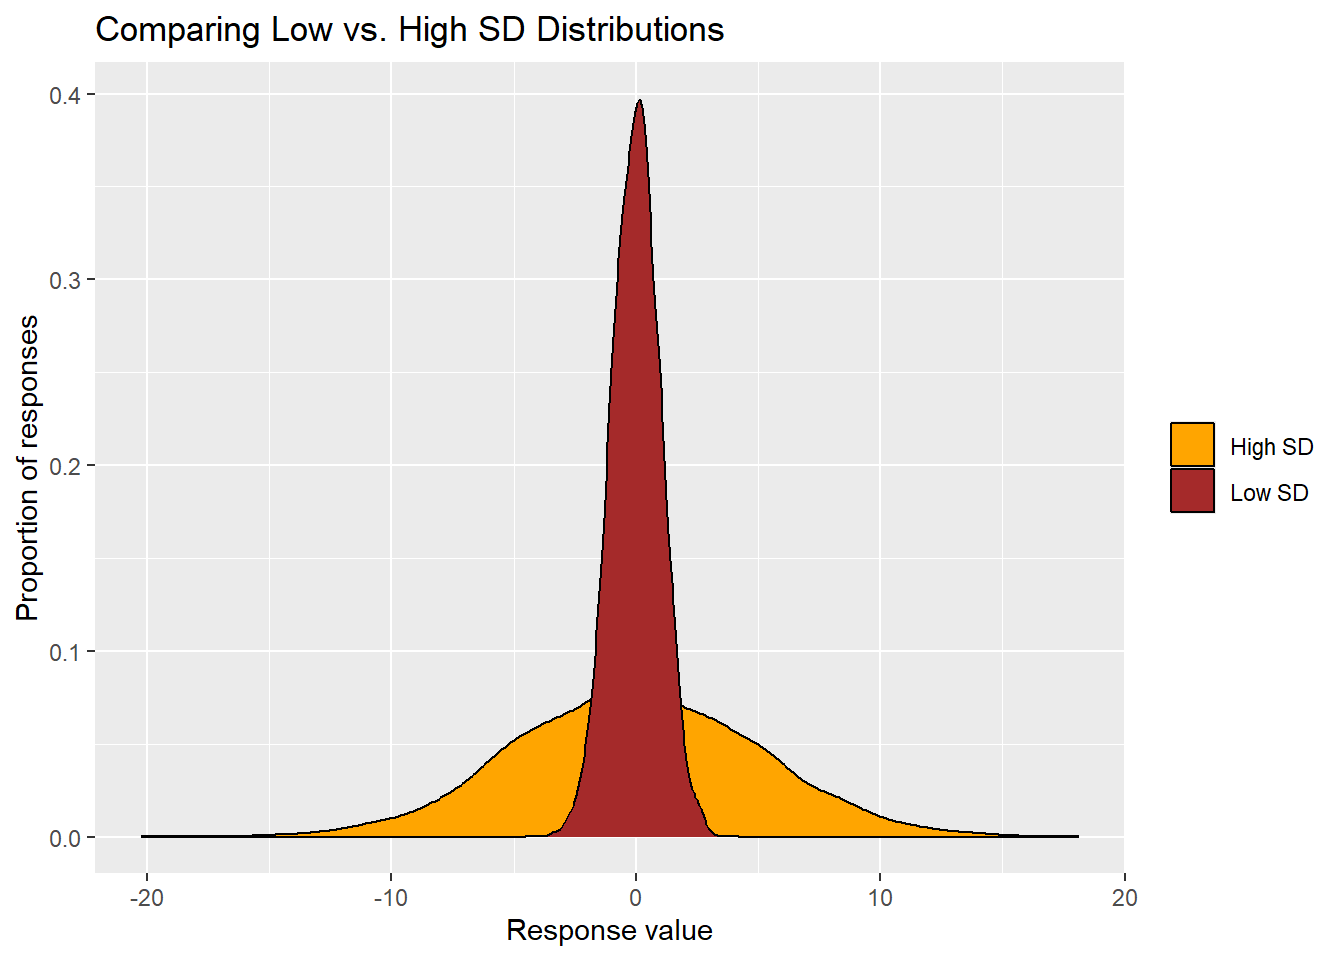 Comparing Low vs. High SD Distributions
0.4
0.3
0.2
0.1
0.0
Proportion of responses
-20 -10 0 10 20
Response value
High SD
Low SD